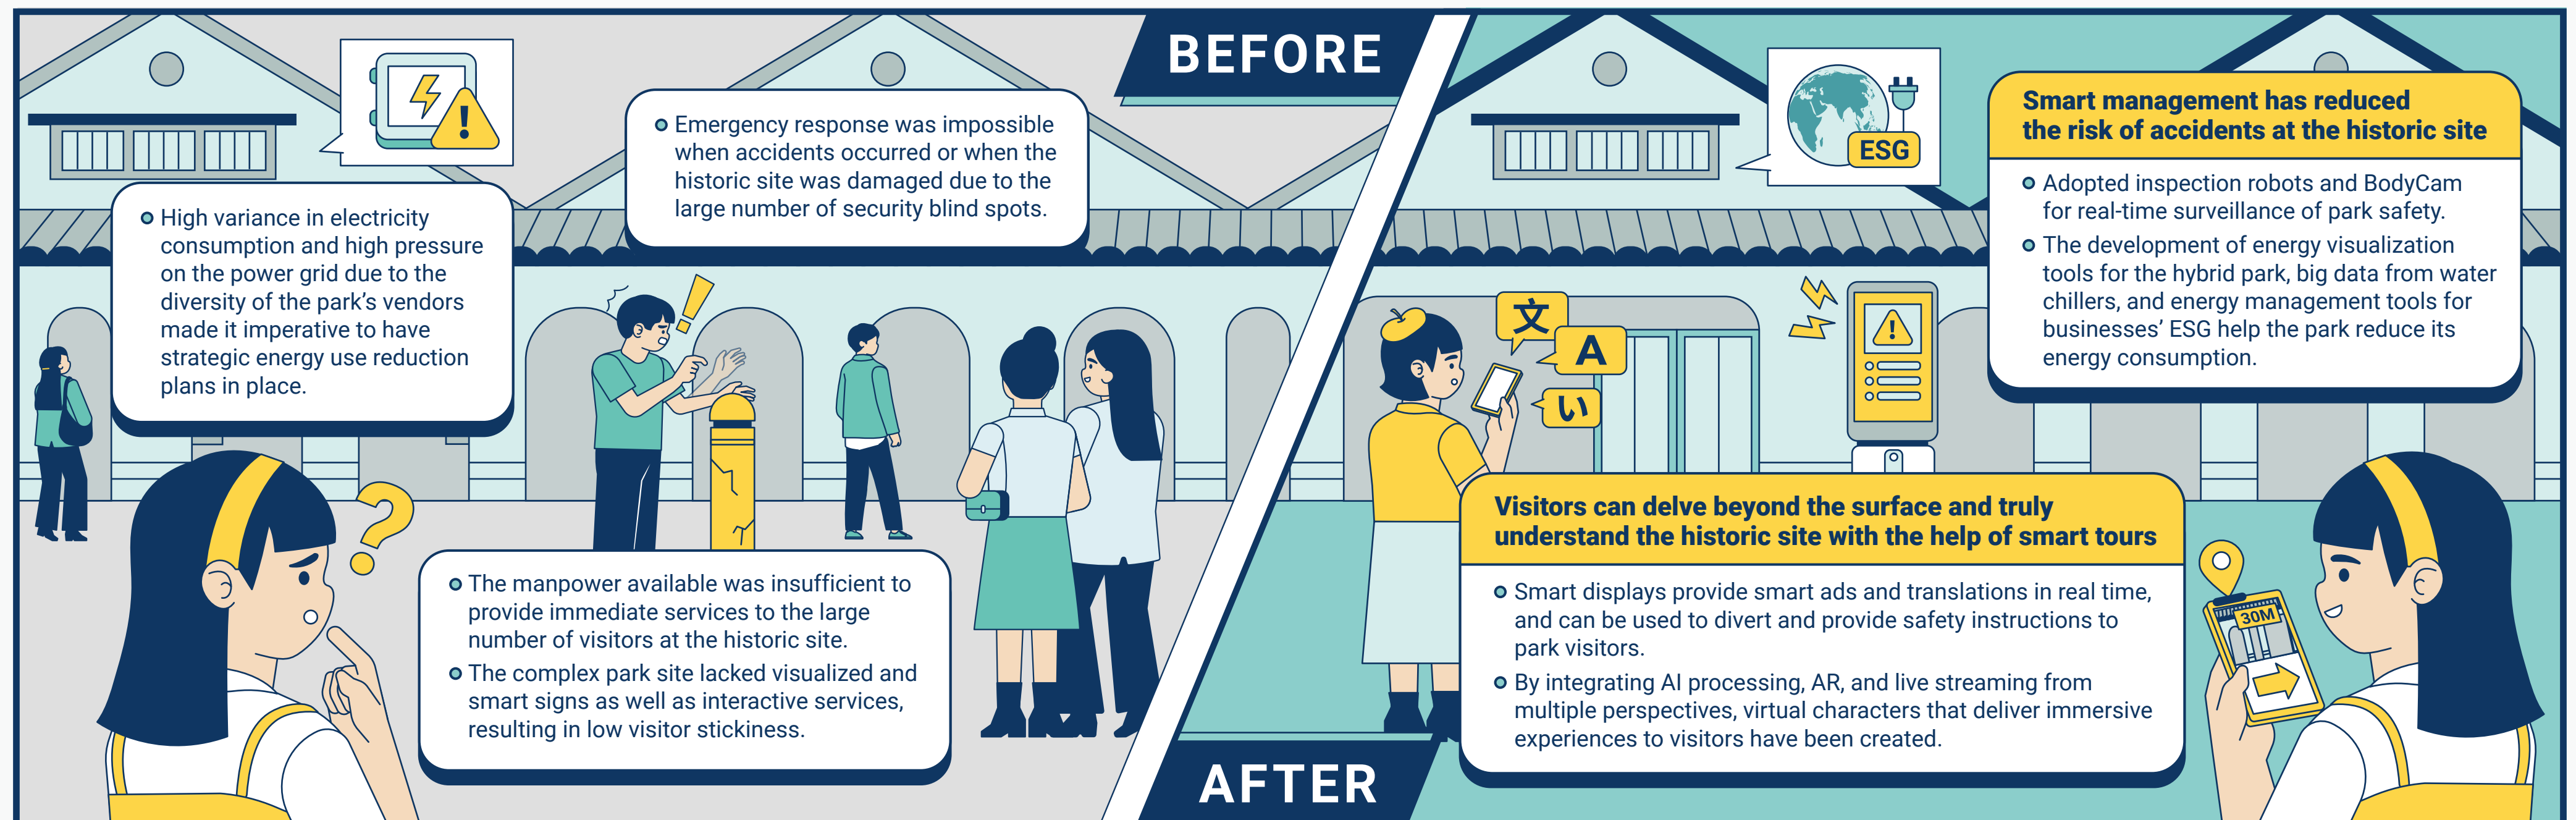 BEFORE
High variance in electricity
consumption and high pressure
on the power grid due to the
diversity of the park's vendors
made it imperative to have
strategic energy use reduction
plans in place.
Emergency response was impossible
when accidents occurred or when the
historic site was damaged due to the
large number of security blind spots.
The manpower available was insufficient to
provide immediate services to the large
number of visitors at the historic site.
The complex park site lacked visualized and
smart signs as well as interactive services,
resulting in low visitor stickiness.
AFTER
ESG
Smart management has reduced
the risk of accidents at the historic site
Adopted inspection robots and BodyCam
for real-time surveillance of park safety.
The development of energy visualization
tools for the hybrid park, big data from water
chillers, and energy management tools for
businesses' ESG help the park reduce its
energy consumption.
文
A
い
Visitors can delve beyond the surface and truly
understand the historic site with the help of smart tours
Smart displays provide smart ads and translations in real time,
and can be used to divert and provide safety instructions to
park visitors.
By integrating AI processing, AR, and live streaming from
multiple perspectives, virtual characters that deliver immersive
experiences to visitors have been created.
30M